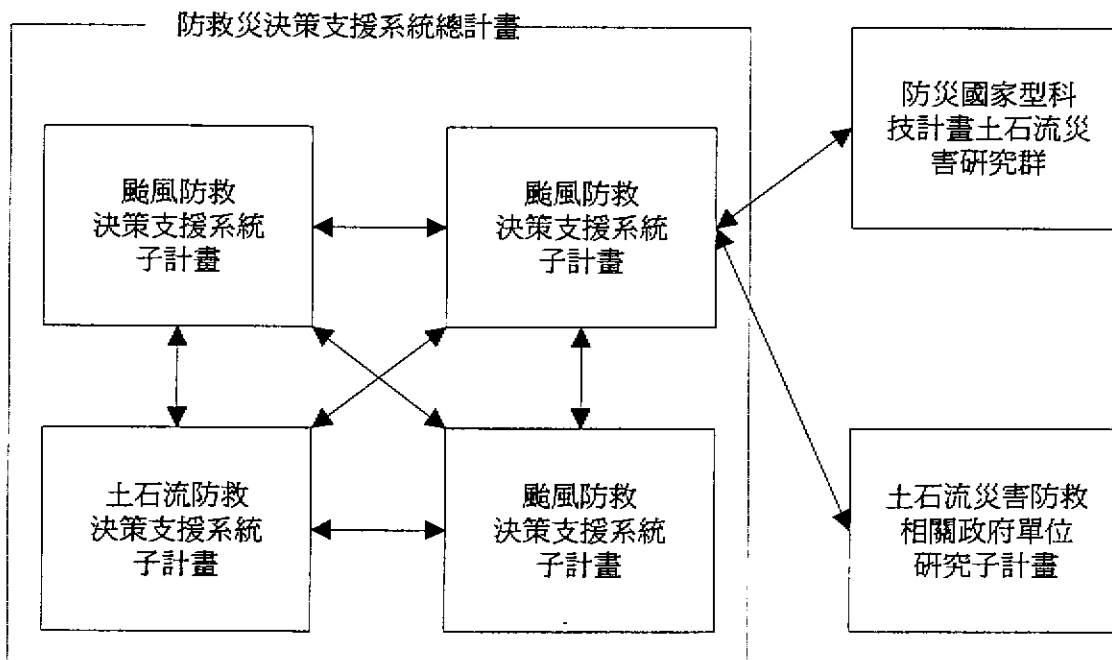 防救災決策支援系統總計畫
颱風防救
決策支援系統
子計畫
颱風防救
決策支援系統
子計畫
防災國家型科
技計畫土石流災
害研究群
土石流防救
決策支援系統
子計畫
颱風防救
決策支援系統
子計畫
土石流災害防救
相關政府單位
研究子計畫